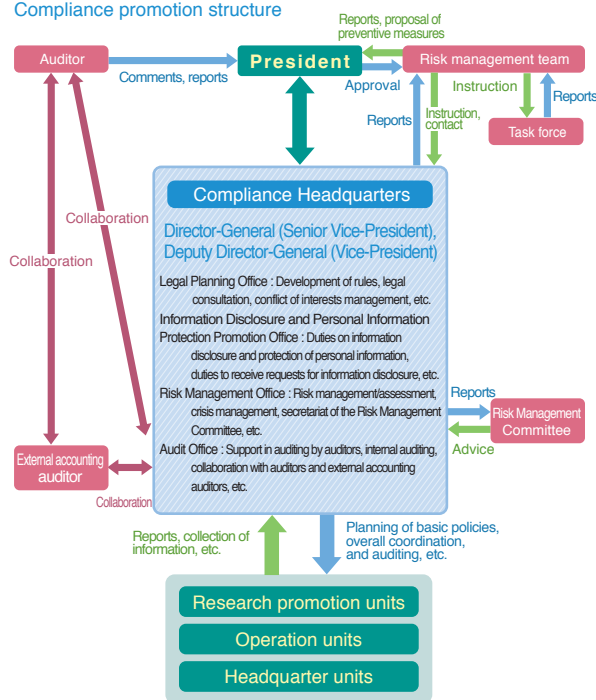 Compliance promotion structure
Reports, proposal of
preventive measures
Auditor
President
Risk management team
Comments, reports
Approval
Instruction
Reports
Reports
Instruction,
contact
Task force
Compliance Headquarters
Director-General (Senior Vice-President),
Deputy Director-General (Vice-President)
Collaboration
Collaboration
Legal Planning Office : Development of rules, legal
consultation, conflict of interests management, etc.
Information Disclosure and Personal Information
Protection Promotion Office : Duties on information
disclosure and protection of personal information,
duties to receive requests for information disclosure, etc.
Risk Management Office : Risk management/assessment,
crisis management, secretariat of the Risk Management
Committee, etc.
Audit Office : Support in auditing by auditors, internal auditing,
collaboration with auditors and external accounting
auditors, etc.
Reports
Risk Management
Committee
Advice
External accounting
auditor
Collaboration
Reports, collection of
information, etc.
Planning of basic policies,
overall coordination,
and auditing, etc.
Research promotion units
Operation units
Headquarter units